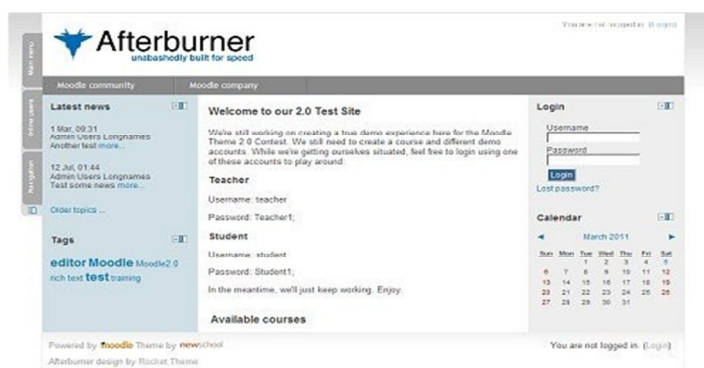 You are not logged in. (Login)
Afterburner
unabashedly built for speed
Main menu
Online users
Navigation
Moodle community
Moodle company
Latest news
1 Mar, 09:31
Admin Users Longnames
Another test more...
12 Jul, 01:44
Admin Users Longnames
Test some news more...
Older topics ...
Tags
editor Moodle Moodle2.0
rich text test training
Welcome to our 2.0 Test Site
We're still working on creating a true demo experience here for the Moodle
Theme 2.0 Contest. We still need to create a course and different demo
accounts. While we're getting ourselves situated, feel free to login using one
of these accounts to play around:
Teacher
Username: teacher
Password: Teacher1;
Student
Username: student
Password: Student1;
In the meantime, we'll just keep working. Enjoy.
Available courses
Login
Username
Password
Login
Lost password?
Calendar
◄ March 2011 ►
Sun Mon Tue Wed Thu Fri Sat
1 2 3 4 5
6 7 8 9 10 11 12
13 14 15 16 17 18 19
20 21 22 23 24 25 26
27 28 29 30 31
Powered by moodle Theme by newschool
Afterburner design by Rocket Theme
You are not logged in. (Login)